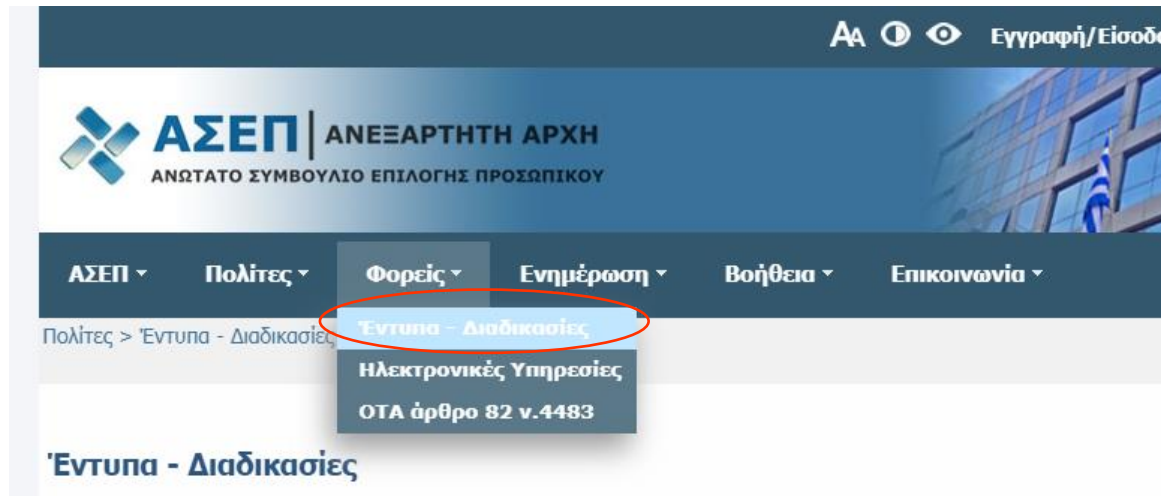 AA Εγγραφή/Είσοδο
ΑΣΕΠ | ΑΝΕΞΑΡΤΗΤΗ ΑΡΧΗ
ΑΝΩΤΑΤΟ ΣΥΜΒΟΥΛΙΟ ΕΠΙΛΟΓΗΣ ΠΡΟΣΩΠΙΚΟΥ
ΑΣΕΠ Πολίτες Φορείς Ενημέρωση Βοήθεια Επικοινωνία
Πολίτες > Έντυπα - Διαδικασίες
Έντυπα - Διαδικασίες
Ηλεκτρονικές Υπηρεσίες
ΟΤΑ άρθρο 82 ν.4483
Έντυπα - Διαδικασίες